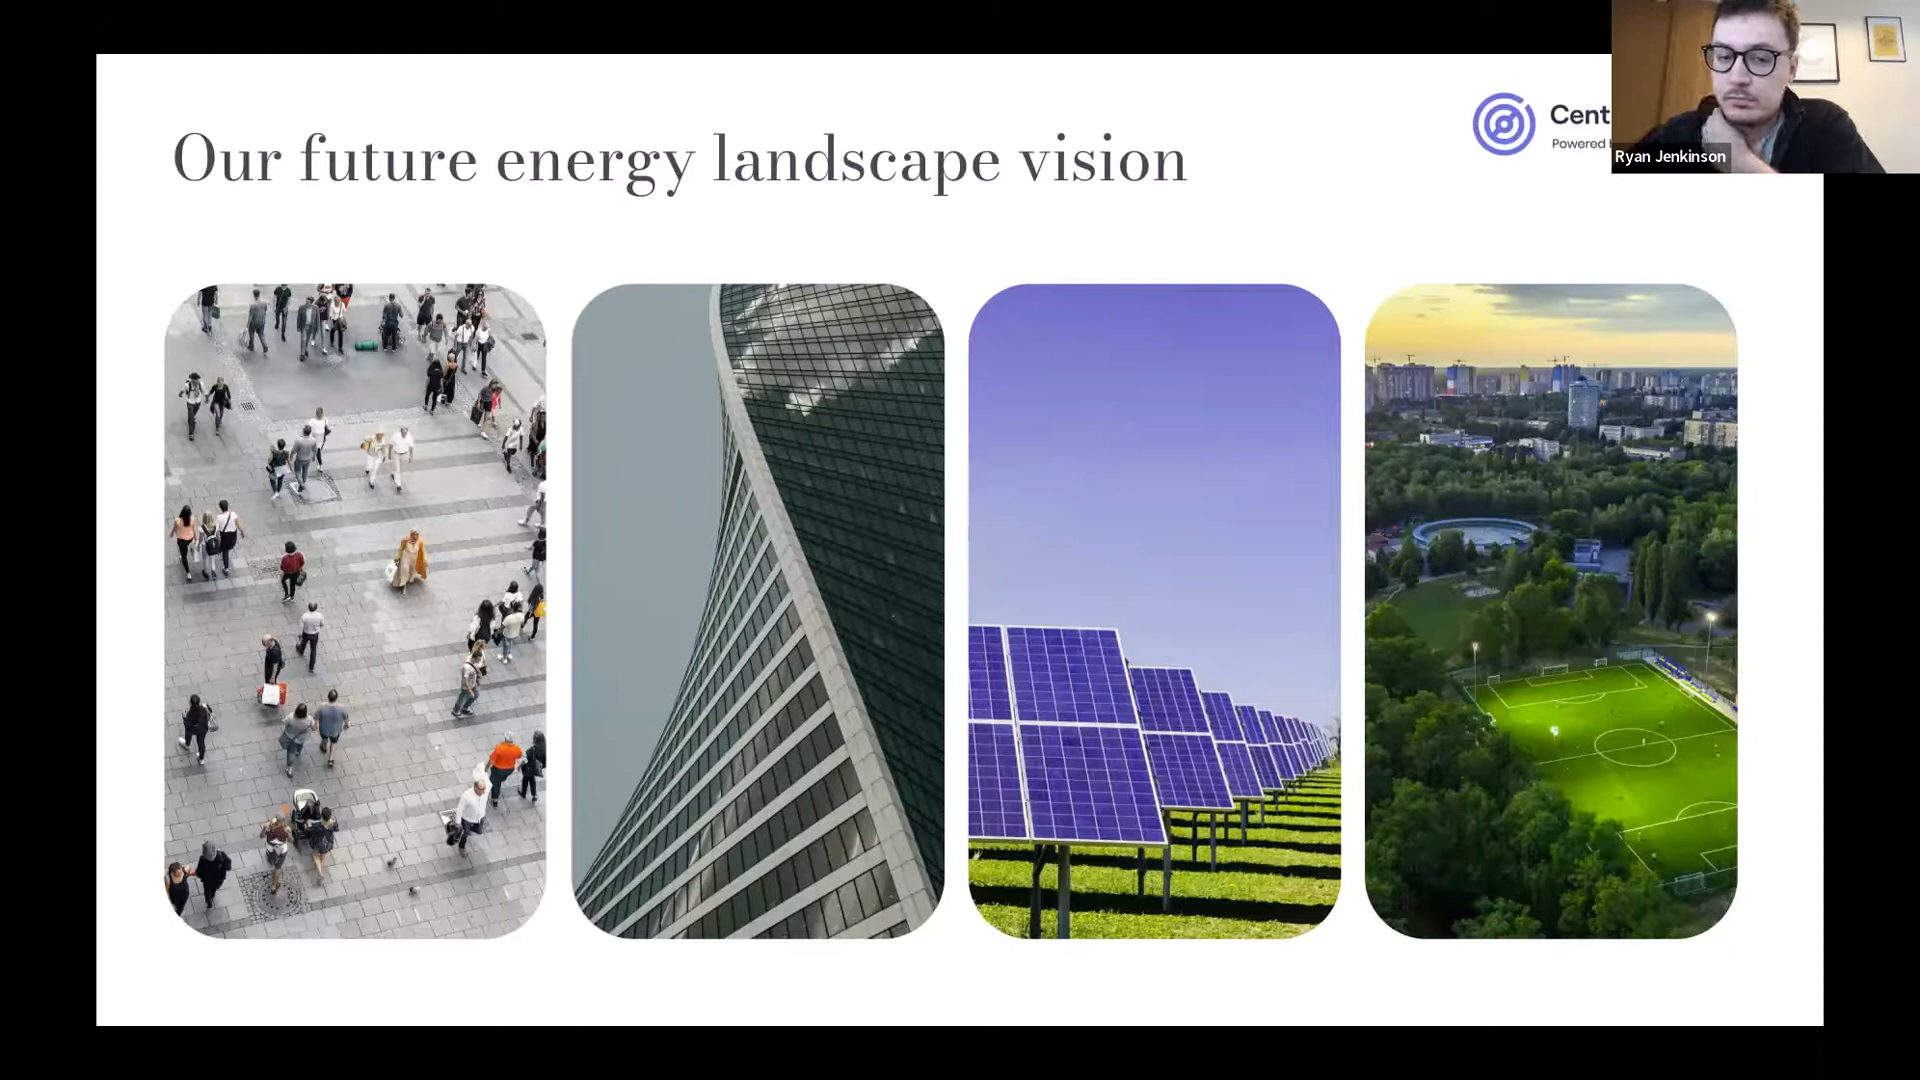 Our future energy landscape vision
Cent
Powered
Ryan Jenkinson